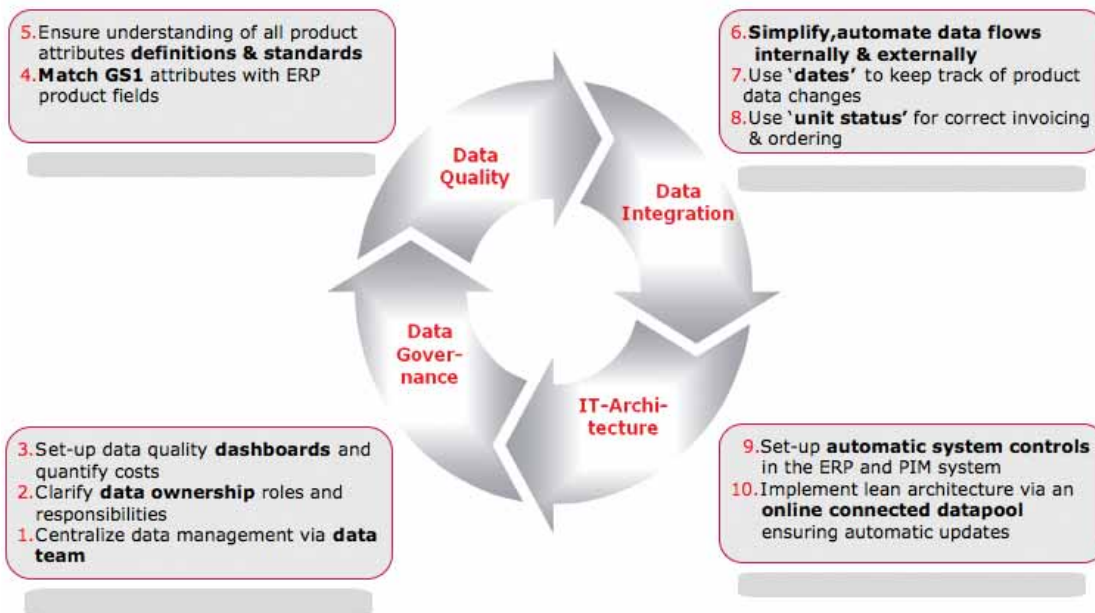 5.Ensure understanding of all product
attributes definitions & standards
4.Match GS1 attributes with ERP
product fields
6.Simplify,automate data flows
internally & externally
7.Use ‘dates’ to keep track of product
data changes
8.Use ‘unit status’ for correct invoicing
& ordering
Data
Quality
Data
Integration
Data
Gover-
nance
IT-Archi-
tecture
3.Set-up data quality dashboards and
quantify costs
2.Clarify data ownership roles and
responsibilities
1.Centralize data management via data
team
9.Set-up automatic system controls
in the ERP and PIM system
10.Implement lean architecture via an
online connected datapool
ensuring automatic updates